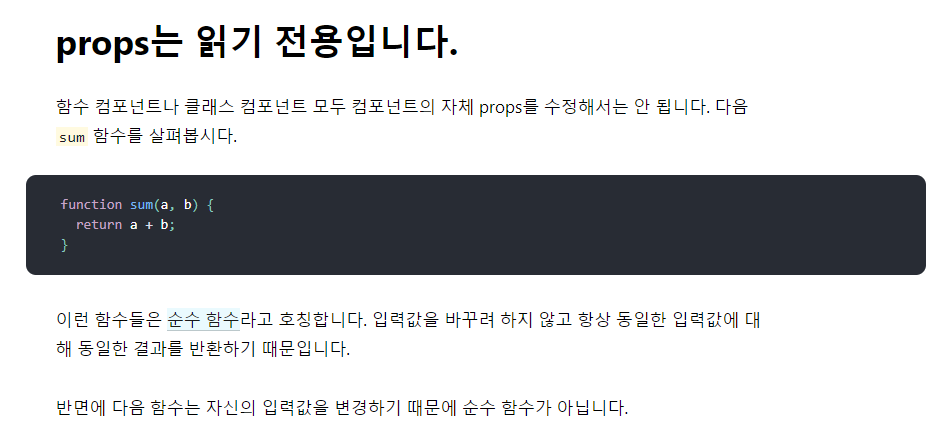 props는 읽기 전용입니다.
함수 컴포넌트나 클래스 컴포넌트 모두 컴포넌트의 자체 props를 수정해서는 안 됩니다. 다음
sum 함수를 살펴봅시다.
function sum(a, b) {
  return a + b;
}
이런 함수들은 순수 함수라고 호칭합니다. 입력값을 바꾸려 하지 않고 항상 동일한 입력값에 대
해 동일한 결과를 반환하기 때문입니다.
반면에 다음 함수는 자신의 입력값을 변경하기 때문에 순수 함수가 아닙니다.